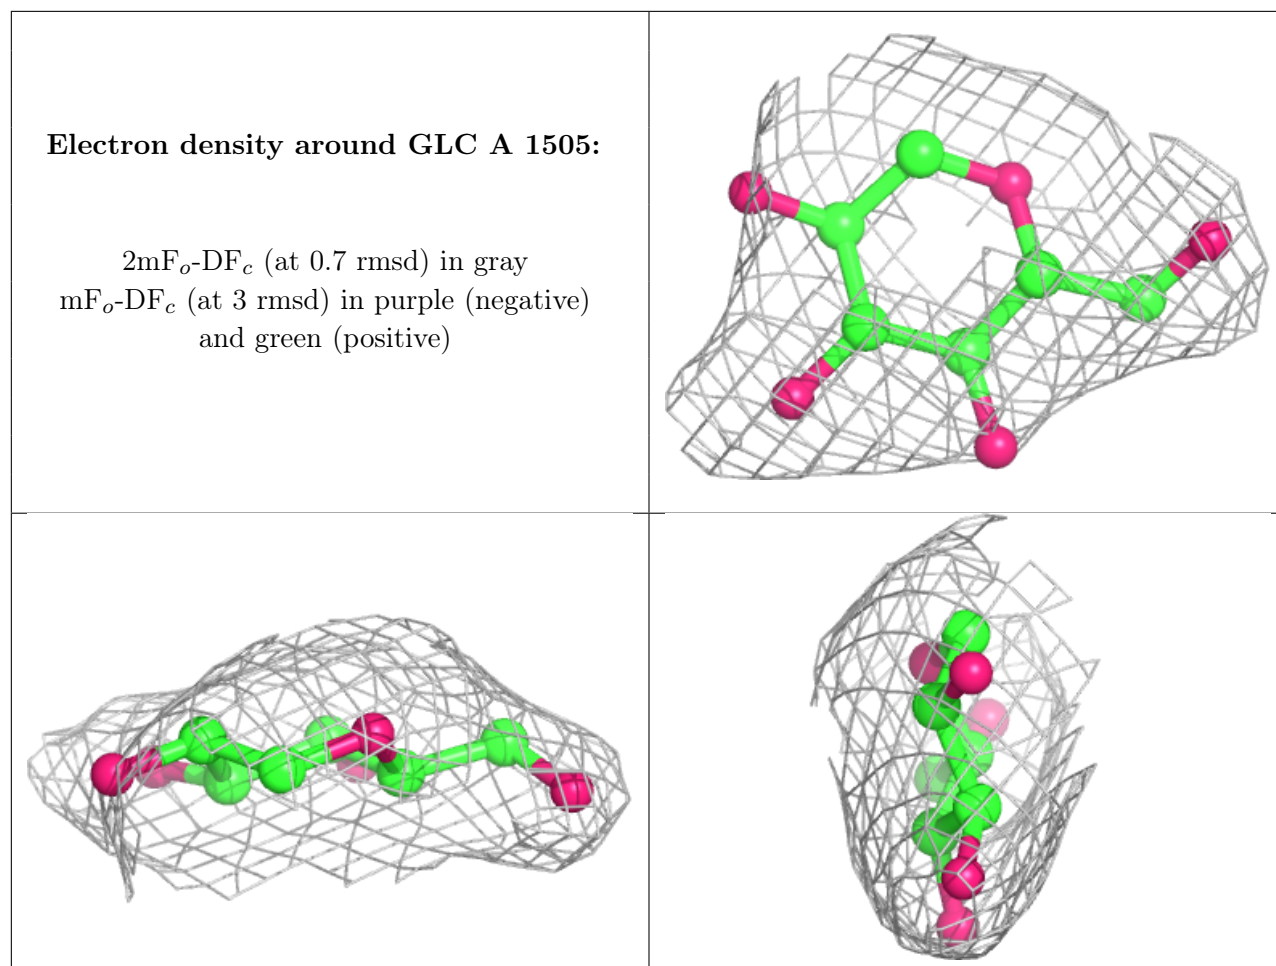 Electron density around GLC A 1505:
2mFo-DFc (at 0.7 rmsd) in gray
mFo-DFc (at 3 rmsd) in purple (negative)
and green (positive)